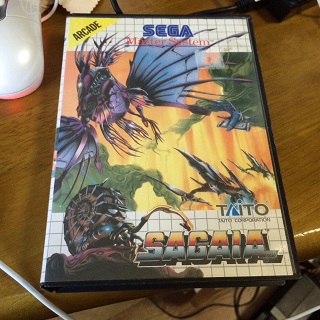 ARCADE
SEGA
Master System
TAITO
TAITO CORPORATION
SAGAIA